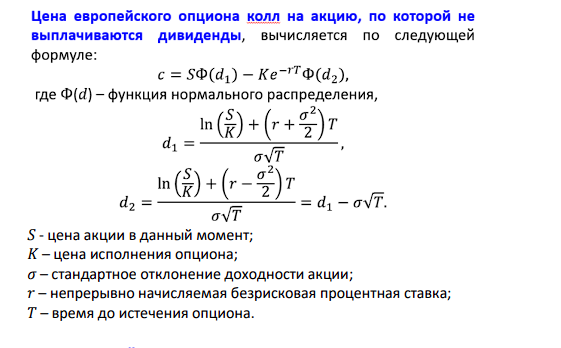 Цена европейского опциона колл на акцию, по которой не
выплачиваются дивиденды, вычисляется по следующей
формуле:
c = SΦ(d₁) − Ke⁻ʳᵀΦ(d₂),
где Φ(d) – функция нормального распределения,
d₁ = (ln(S/K) + (r + σ²/2)T) / (σ√T),
d₂ = (ln(S/K) + (r − σ²/2)T) / (σ√T) = d₁ − σ√T.
S - цена акции в данный момент;
K – цена исполнения опциона;
σ – стандартное отклонение доходности акции;
r – непрерывно начисляемая безрисковая процентная ставка;
T – время до истечения опциона.